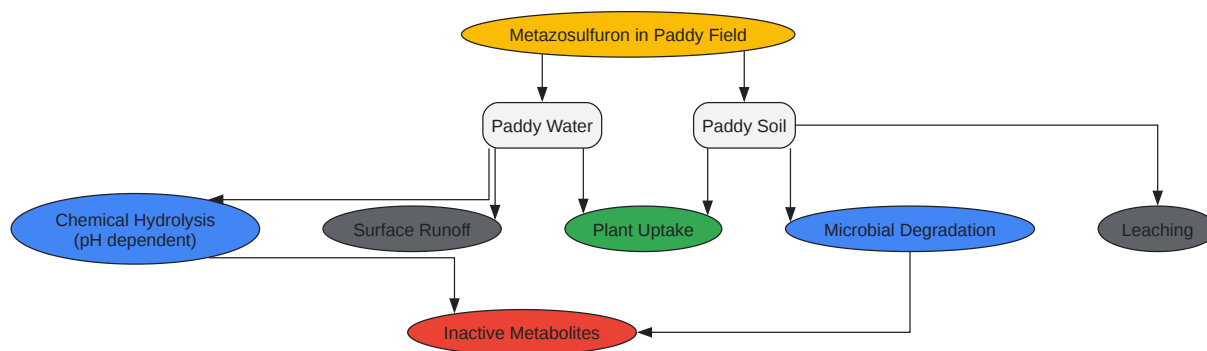 Metazosulfuron in Paddy Field
Paddy Water
Paddy Soil
Chemical Hydrolysis
(pH dependent)
Surface Runoff
Plant Uptake
Microbial Degradation
Leaching
Inactive Metabolites